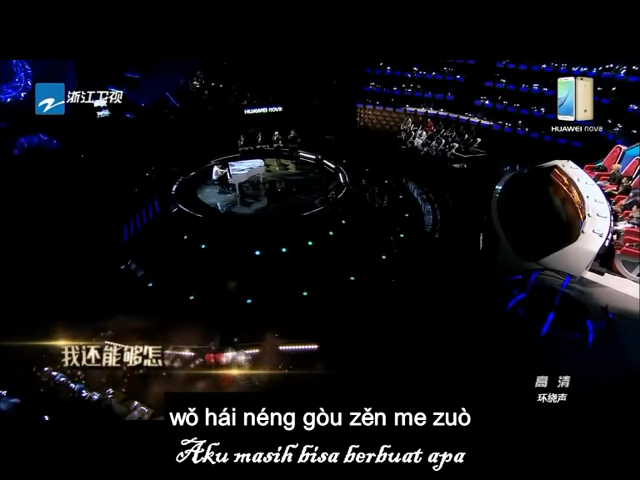 浙江卫视
HUAWEI nova
HUAWEI nova
我还能够怎
高清
环绕声
wǒ hái néng gòu zěn me zuò
Aku masih bisa berbuat apa